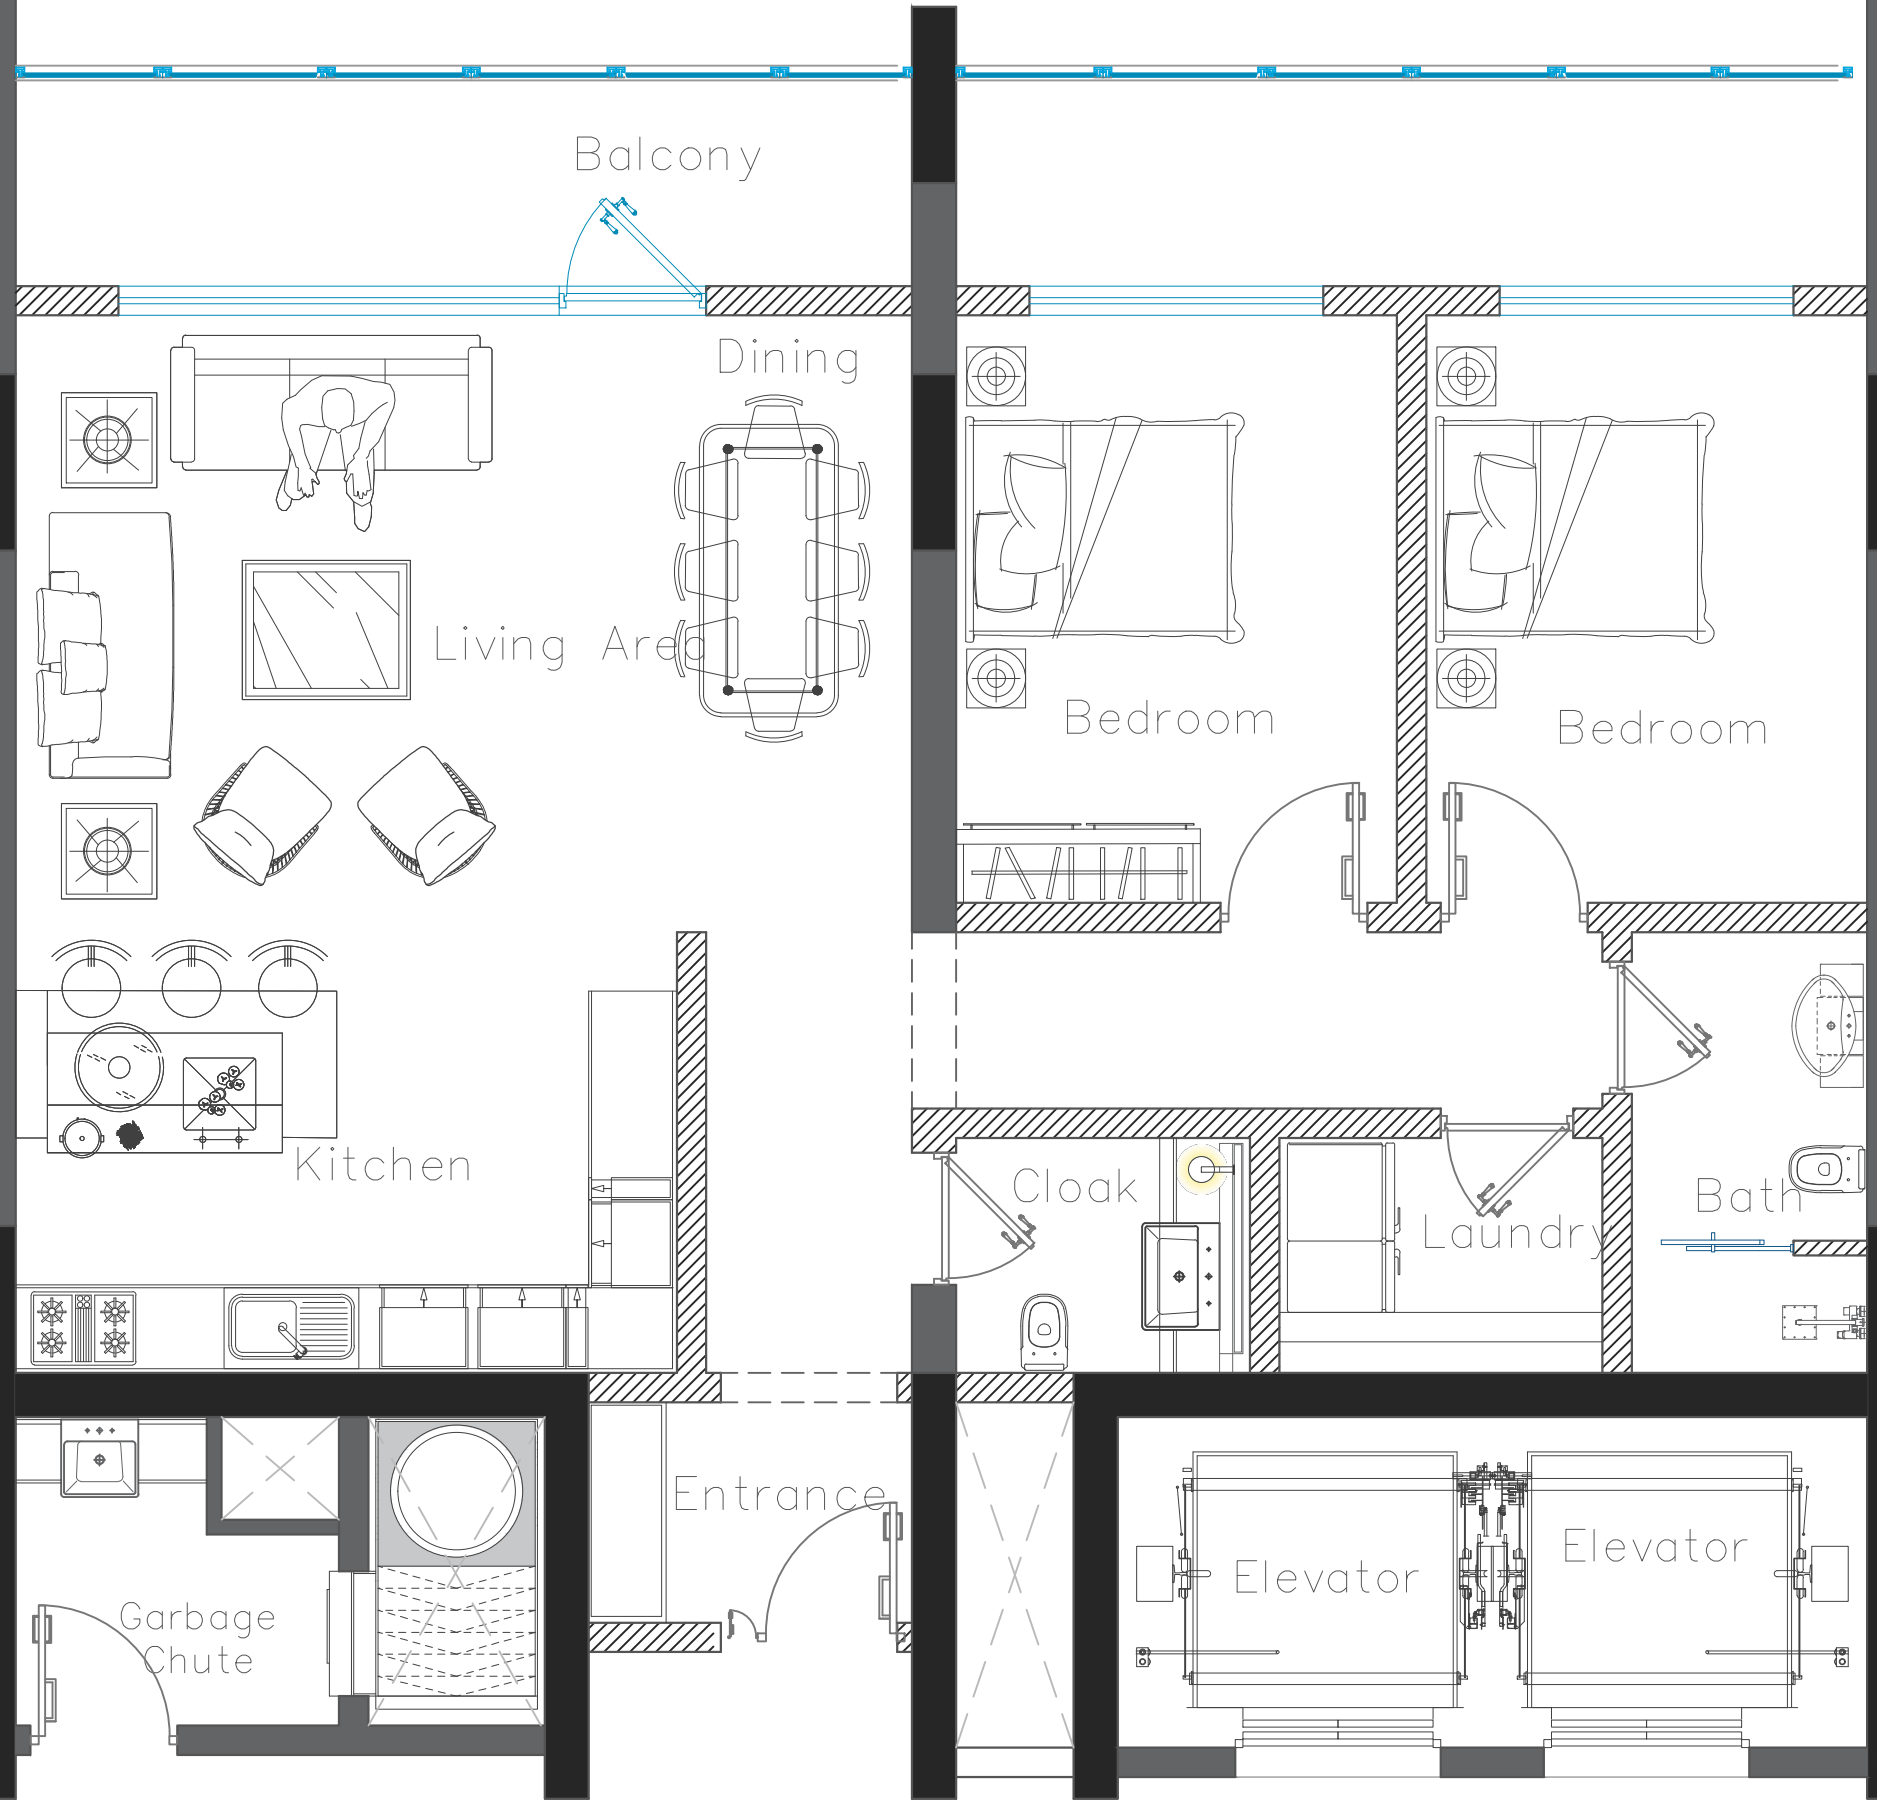 Balcony
Dining
Living Area
Bedroom
Bedroom
Kitchen
Cloak
Laundry
Bath
Entrance
Elevator
Elevator
Garbage
Chute